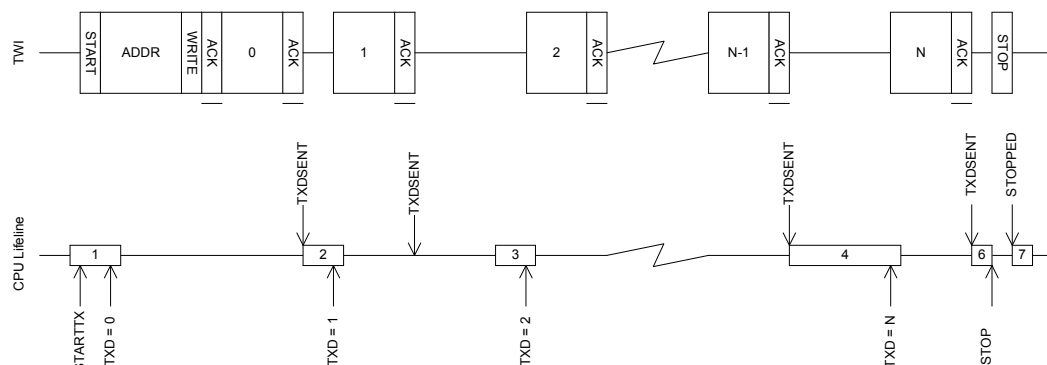 TWI
START
ADDR
WRITE
ACK
0
ACK
1
ACK
2
ACK
N-1
ACK
N
ACK
STOP
CPU Lifeline
TXDSENT
TXDSENT
TXDSENT
TXDSENT
STOPPED
1
2
3
4
6
7
STARTTX
TXD = 0
TXD = 1
TXD = 2
TXD = N
STOP